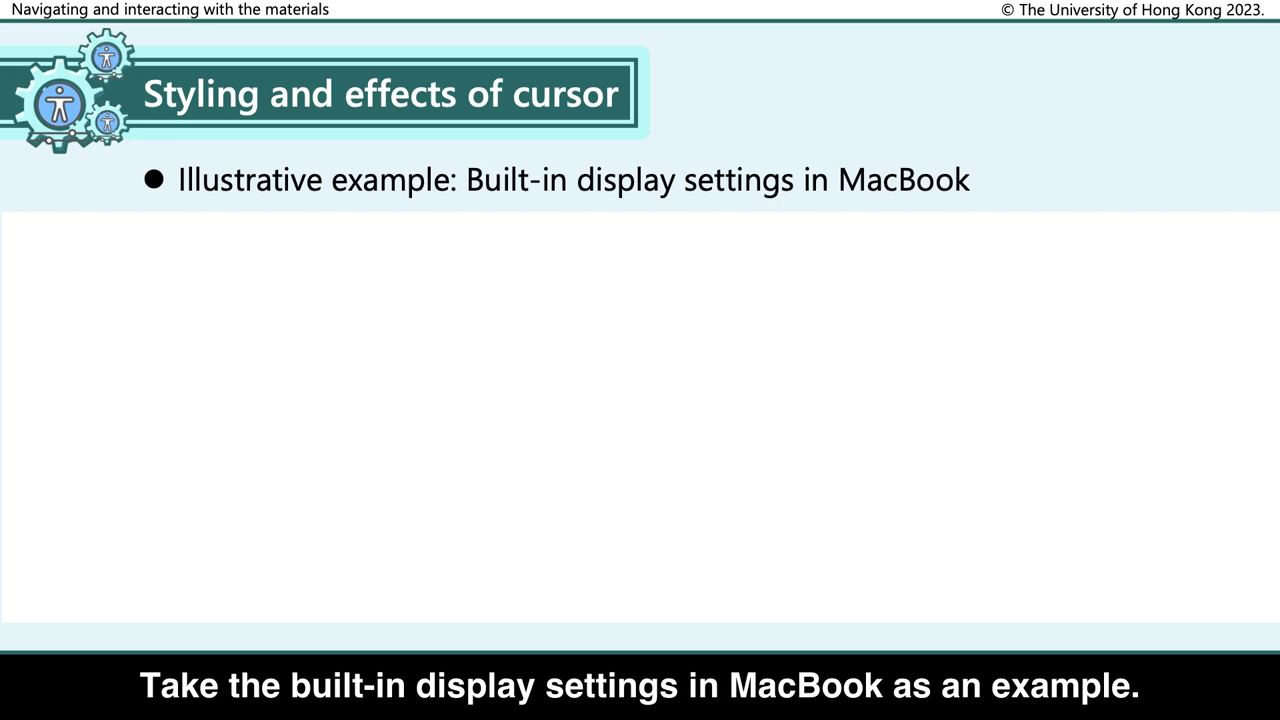 Navigating and interacting with the materials
© The University of Hong Kong 2023.
Styling and effects of cursor
● Illustrative example: Built-in display settings in MacBook
Take the built-in display settings in MacBook as an example.